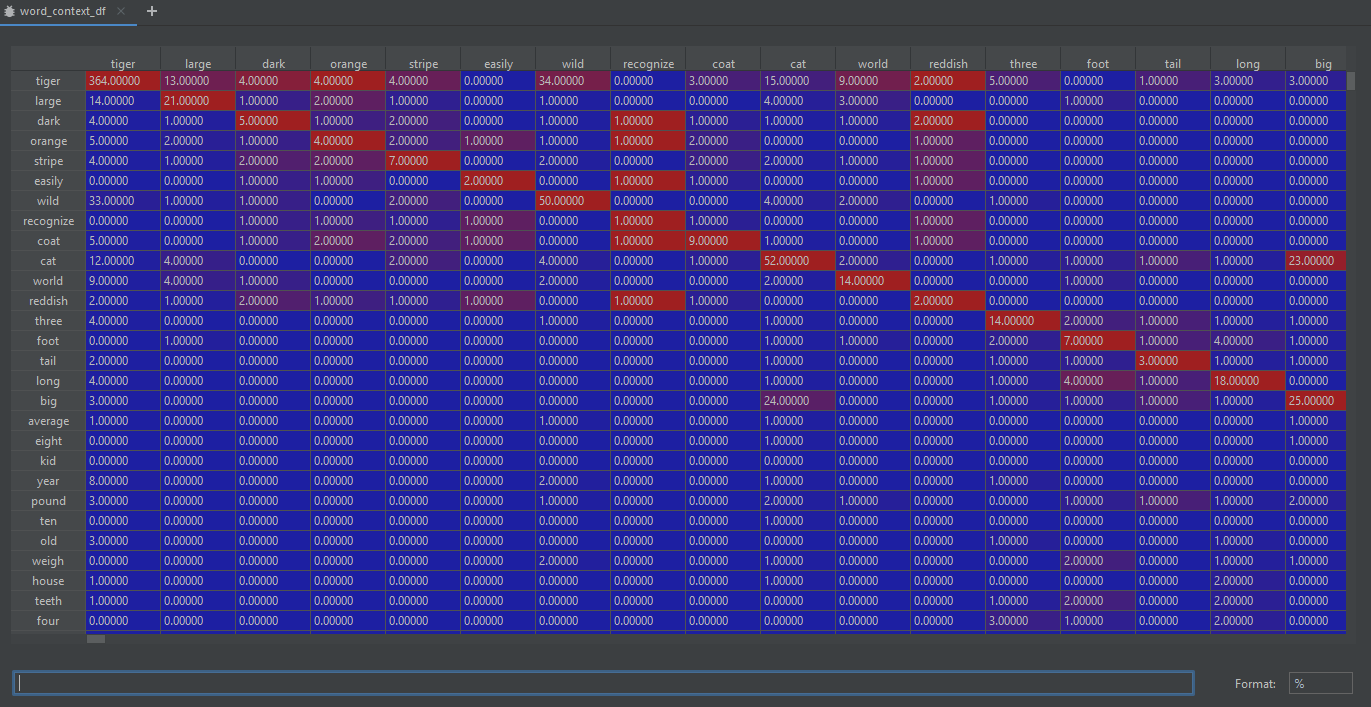 word_context_df
tiger large dark orange stripe easily wild recognize coat cat world reddish three foot tail long big
tiger 364.00000 13.00000 4.00000 4.00000 4.00000 0.00000 34.00000 0.00000 3.00000 15.00000 9.00000 2.00000 5.00000 0.00000 1.00000 3.00000 3.00000
large 14.00000 21.00000 1.00000 2.00000 1.00000 0.00000 1.00000 0.00000 0.00000 4.00000 3.00000 0.00000 0.00000 1.00000 0.00000 0.00000 0.00000
dark 4.00000 1.00000 5.00000 1.00000 2.00000 0.00000 1.00000 1.00000 1.00000 1.00000 1.00000 2.00000 0.00000 0.00000 0.00000 0.00000 0.00000
orange 5.00000 2.00000 1.00000 4.00000 2.00000 1.00000 1.00000 1.00000 2.00000 0.00000 0.00000 1.00000 0.00000 0.00000 0.00000 0.00000 0.00000
stripe 4.00000 1.00000 2.00000 2.00000 7.00000 0.00000 2.00000 0.00000 2.00000 2.00000 1.00000 1.00000 0.00000 0.00000 0.00000 0.00000 0.00000
easily 0.00000 0.00000 1.00000 1.00000 0.00000 2.00000 0.00000 1.00000 1.00000 0.00000 0.00000 1.00000 0.00000 0.00000 0.00000 0.00000 0.00000
wild 33.00000 1.00000 1.00000 0.00000 2.00000 0.00000 50.00000 0.00000 0.00000 4.00000 2.00000 0.00000 1.00000 0.00000 0.00000 0.00000 0.00000
recognize 0.00000 0.00000 1.00000 1.00000 1.00000 1.00000 0.00000 1.00000 1.00000 0.00000 0.00000 1.00000 0.00000 0.00000 0.00000 0.00000 0.00000
coat 5.00000 0.00000 1.00000 2.00000 2.00000 1.00000 0.00000 1.00000 9.00000 1.00000 0.00000 1.00000 0.00000 0.00000 0.00000 0.00000 0.00000
cat 12.00000 4.00000 0.00000 0.00000 2.00000 0.00000 4.00000 0.00000 1.00000 52.00000 2.00000 0.00000 1.00000 1.00000 1.00000 1.00000 23.00000
world 9.00000 4.00000 1.00000 0.00000 0.00000 0.00000 2.00000 0.00000 0.00000 2.00000 14.00000 0.00000 0.00000 1.00000 0.00000 0.00000 0.00000
reddish 2.00000 1.00000 2.00000 1.00000 1.00000 1.00000 0.00000 1.00000 1.00000 0.00000 0.00000 2.00000 0.00000 0.00000 0.00000 0.00000 0.00000
three 4.00000 0.00000 0.00000 0.00000 0.00000 0.00000 1.00000 0.00000 0.00000 1.00000 0.00000 0.00000 14.00000 2.00000 1.00000 1.00000 1.00000
foot 0.00000 1.00000 0.00000 0.00000 0.00000 0.00000 0.00000 0.00000 0.00000 1.00000 1.00000 0.00000 2.00000 7.00000 1.00000 4.00000 1.00000
tail 2.00000 0.00000 0.00000 0.00000 0.00000 0.00000 0.00000 0.00000 0.00000 1.00000 0.00000 0.00000 1.00000 1.00000 3.00000 1.00000 1.00000
long 4.00000 0.00000 0.00000 0.00000 0.00000 0.00000 0.00000 0.00000 0.00000 1.00000 0.00000 0.00000 1.00000 4.00000 1.00000 18.00000 0.00000
big 3.00000 0.00000 0.00000 0.00000 0.00000 0.00000 0.00000 0.00000 0.00000 24.00000 0.00000 0.00000 1.00000 1.00000 1.00000 1.00000 25.00000
average 1.00000 0.00000 0.00000 0.00000 0.00000 0.00000 1.00000 0.00000 0.00000 1.00000 0.00000 0.00000 0.00000 0.00000 0.00000 0.00000 1.00000
eight 0.00000 0.00000 0.00000 0.00000 0.00000 0.00000 0.00000 0.00000 0.00000 1.00000 0.00000 0.00000 0.00000 0.00000 0.00000 0.00000 1.00000
kid 0.00000 0.00000 0.00000 0.00000 0.00000 0.00000 0.00000 0.00000 0.00000 0.00000 0.00000 0.00000 0.00000 0.00000 0.00000 0.00000 0.00000
year 8.00000 0.00000 0.00000 0.00000 0.00000 0.00000 2.00000 0.00000 0.00000 1.00000 0.00000 0.00000 1.00000 0.00000 0.00000 0.00000 0.00000
pound 3.00000 0.00000 0.00000 0.00000 0.00000 0.00000 1.00000 0.00000 0.00000 2.00000 1.00000 0.00000 0.00000 1.00000 1.00000 1.00000 2.00000
ten 0.00000 0.00000 0.00000 0.00000 0.00000 0.00000 0.00000 0.00000 0.00000 1.00000 0.00000 0.00000 0.00000 0.00000 0.00000 0.00000 0.00000
old 3.00000 0.00000 0.00000 0.00000 0.00000 0.00000 0.00000 0.00000 0.00000 0.00000 0.00000 0.00000 1.00000 0.00000 0.00000 1.00000 0.00000
weigh 0.00000 0.00000 0.00000 0.00000 0.00000 0.00000 2.00000 0.00000 0.00000 1.00000 0.00000 0.00000 0.00000 2.00000 0.00000 1.00000 1.00000
house 1.00000 0.00000 0.00000 0.00000 0.00000 0.00000 0.00000 0.00000 0.00000 1.00000 0.00000 0.00000 0.00000 0.00000 0.00000 2.00000 0.00000
teeth 1.00000 0.00000 0.00000 0.00000 0.00000 0.00000 0.00000 0.00000 0.00000 0.00000 0.00000 0.00000 1.00000 2.00000 0.00000 2.00000 0.00000
four 0.00000 0.00000 0.00000 0.00000 0.00000 0.00000 0.00000 0.00000 0.00000 0.00000 0.00000 0.00000 3.00000 1.00000 0.00000 2.00000 0.00000
Format: %